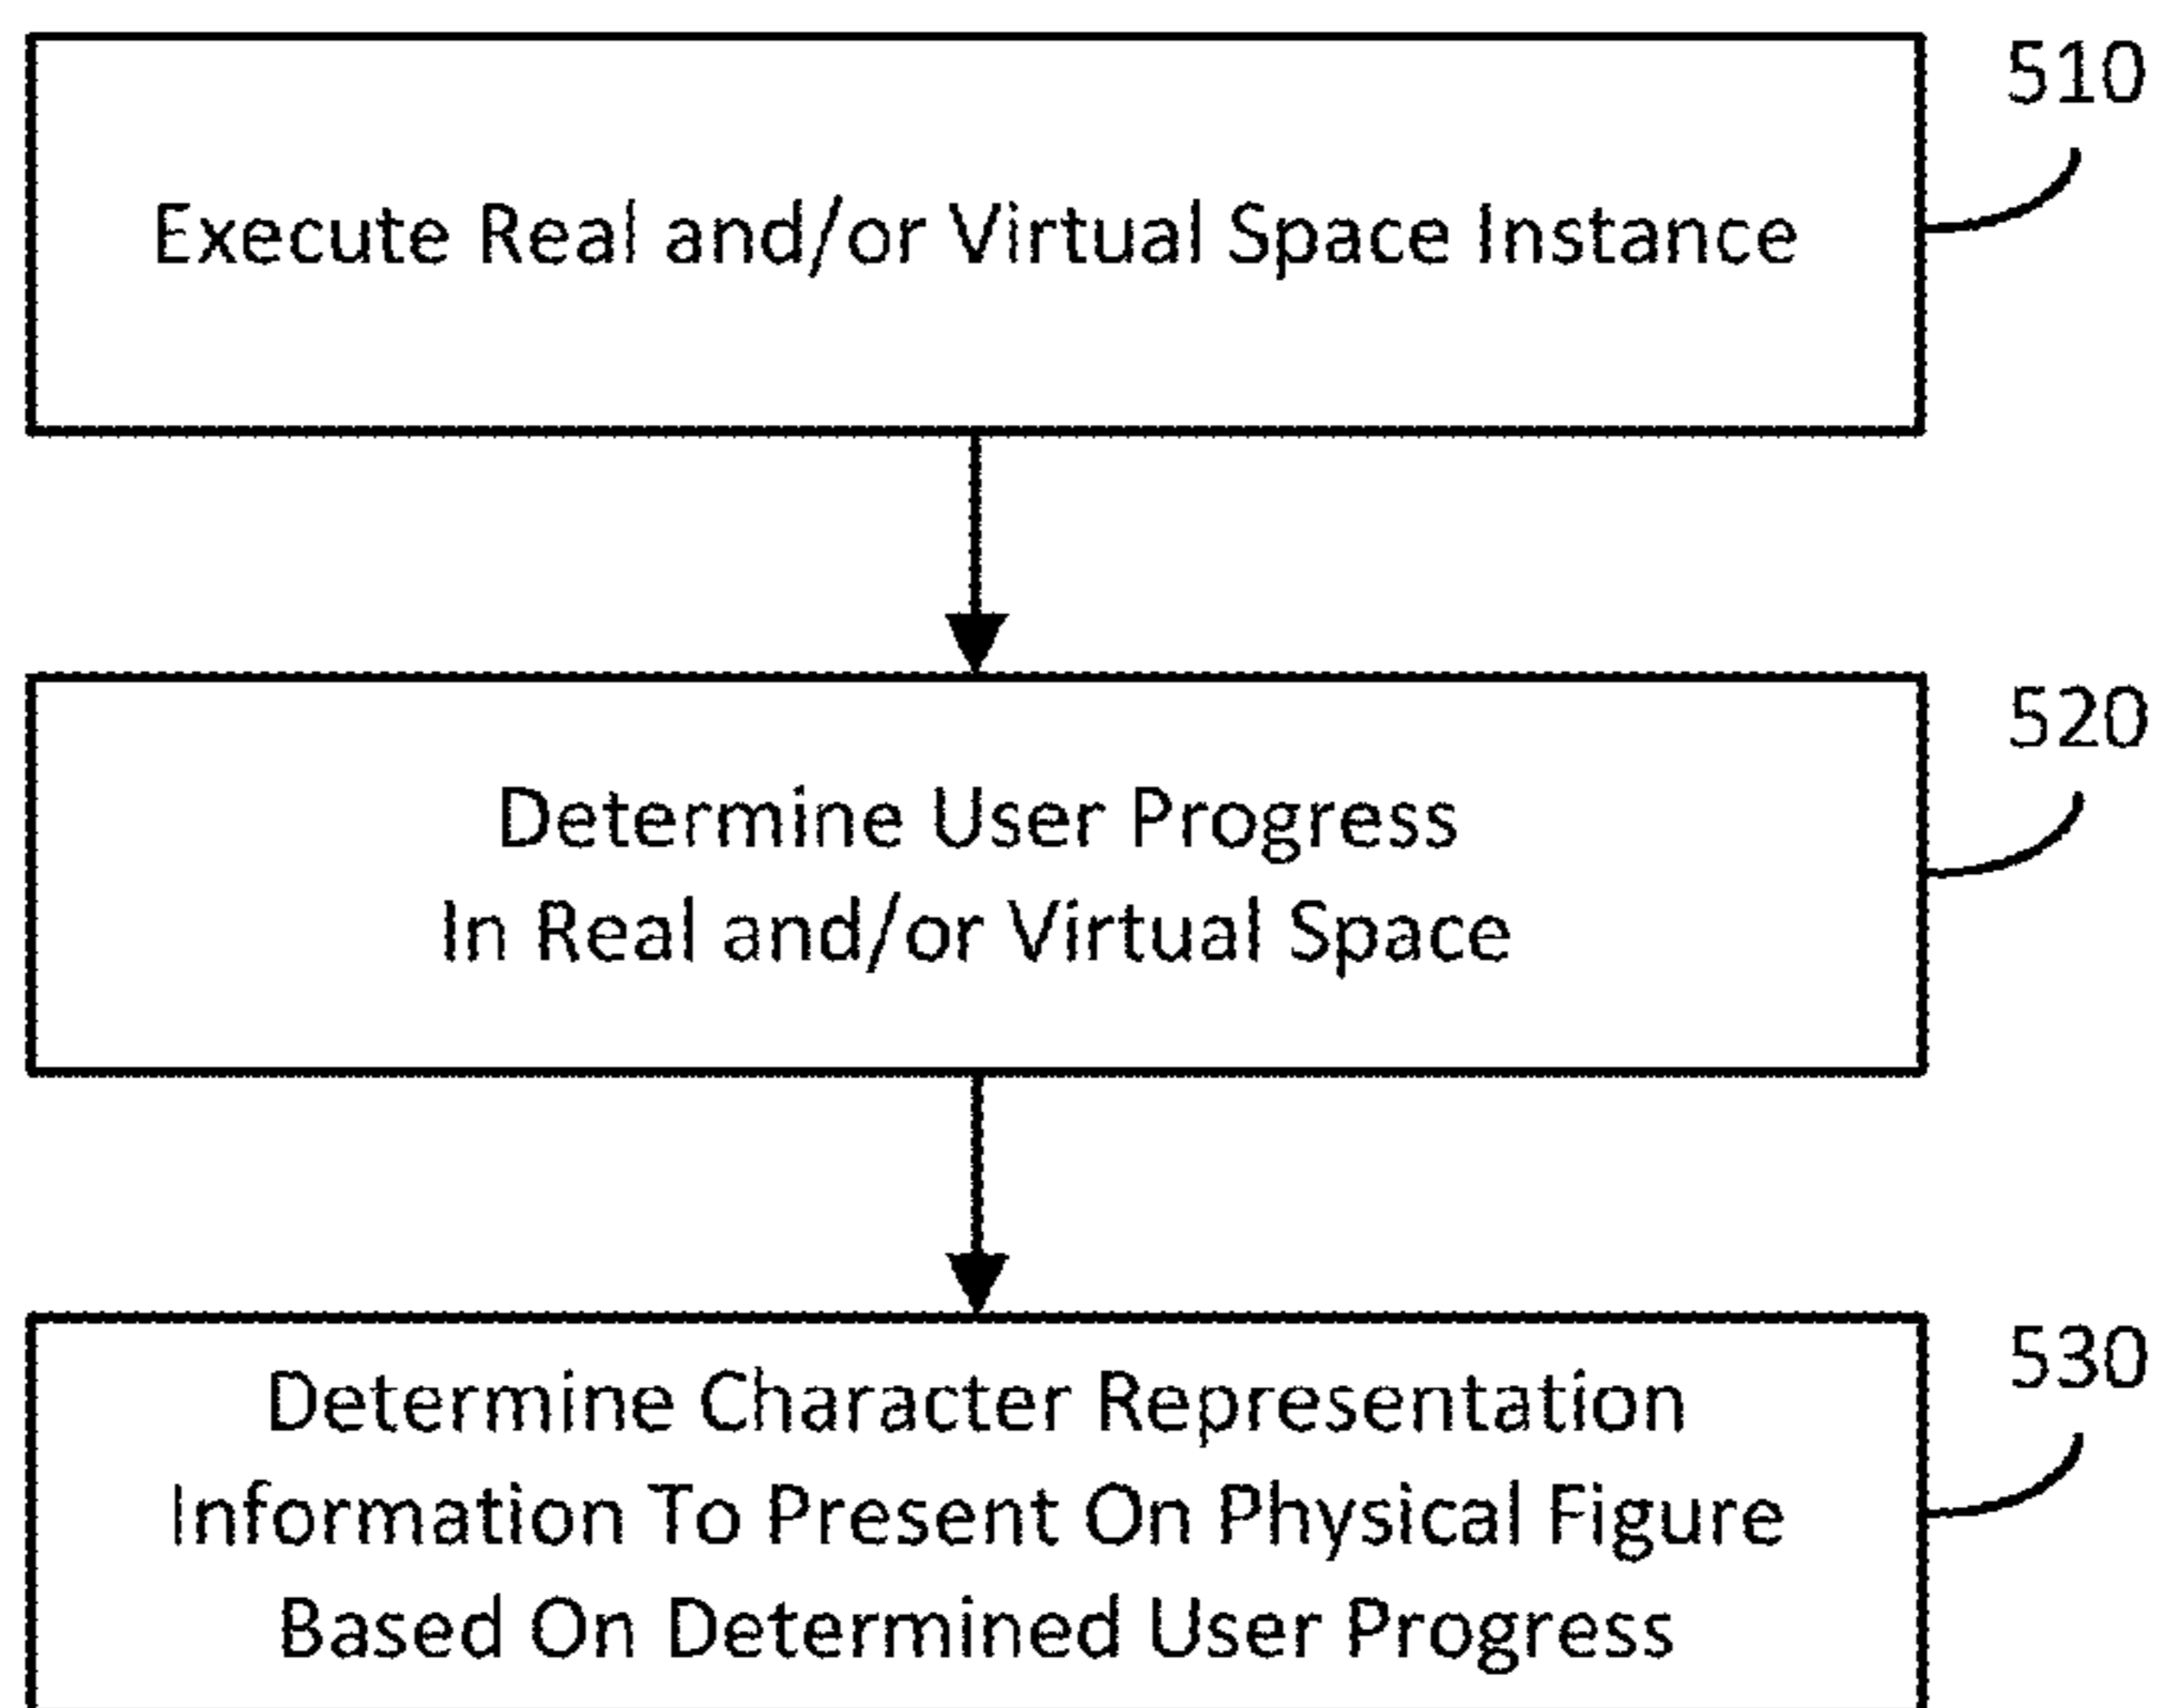 510
Execute Real and/or Virtual Space Instance
520
Determine User Progress
In Real and/or Virtual Space
530
Determine Character Representation
Information To Present On Physical Figure
Based On Determined User Progress